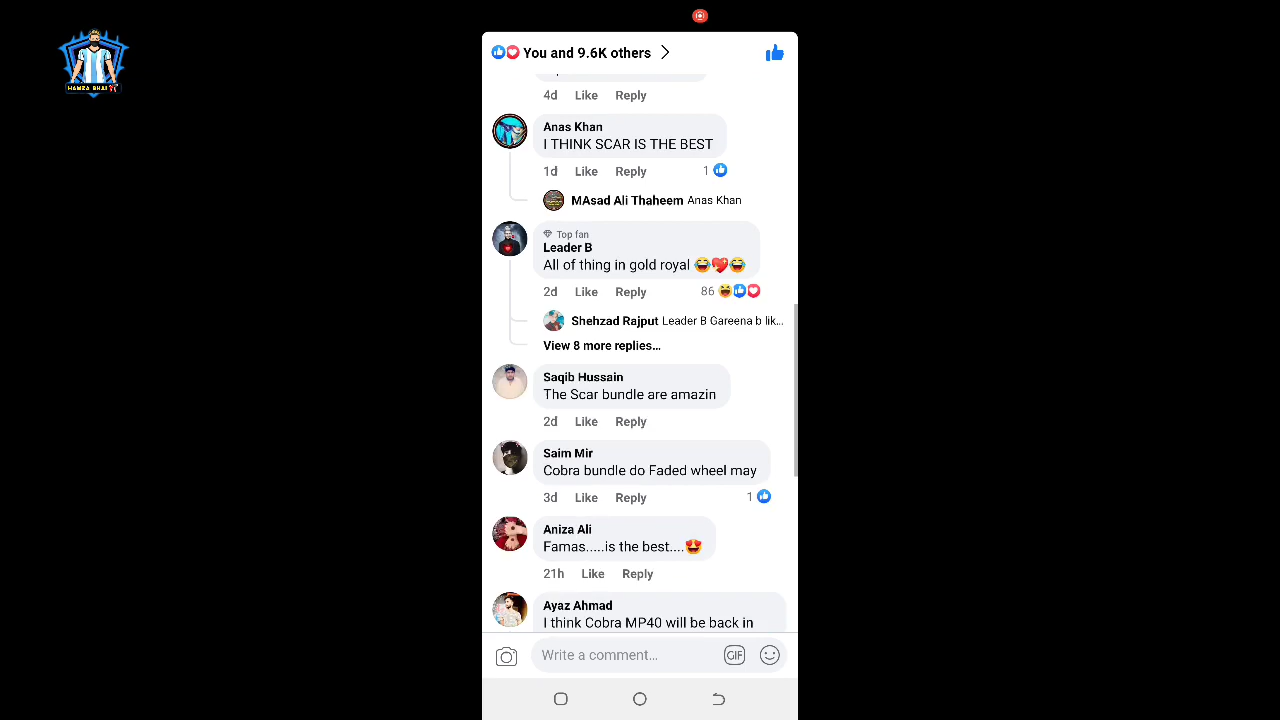 HAMZA BHAI
You and 9.6K others
4d Like Reply
Anas Khan
I THINK SCAR IS THE BEST
1d Like Reply 1
MAsad Ali Thaheem Anas Khan
Top fan
Leader B
All of thing in gold royal 😂💖😂
2d Like Reply 86
Shehzad Rajput Leader B Gareena b lik...
View 8 more replies...
Saqib Hussain
The Scar bundle are amazin
2d Like Reply
Saim Mir
Cobra bundle do Faded wheel may
3d Like Reply 1
Aniza Ali
Famas.....is the best....😍
21h Like Reply
Ayaz Ahmad
I think Cobra MP40 will be back in
Write a comment...
GIF